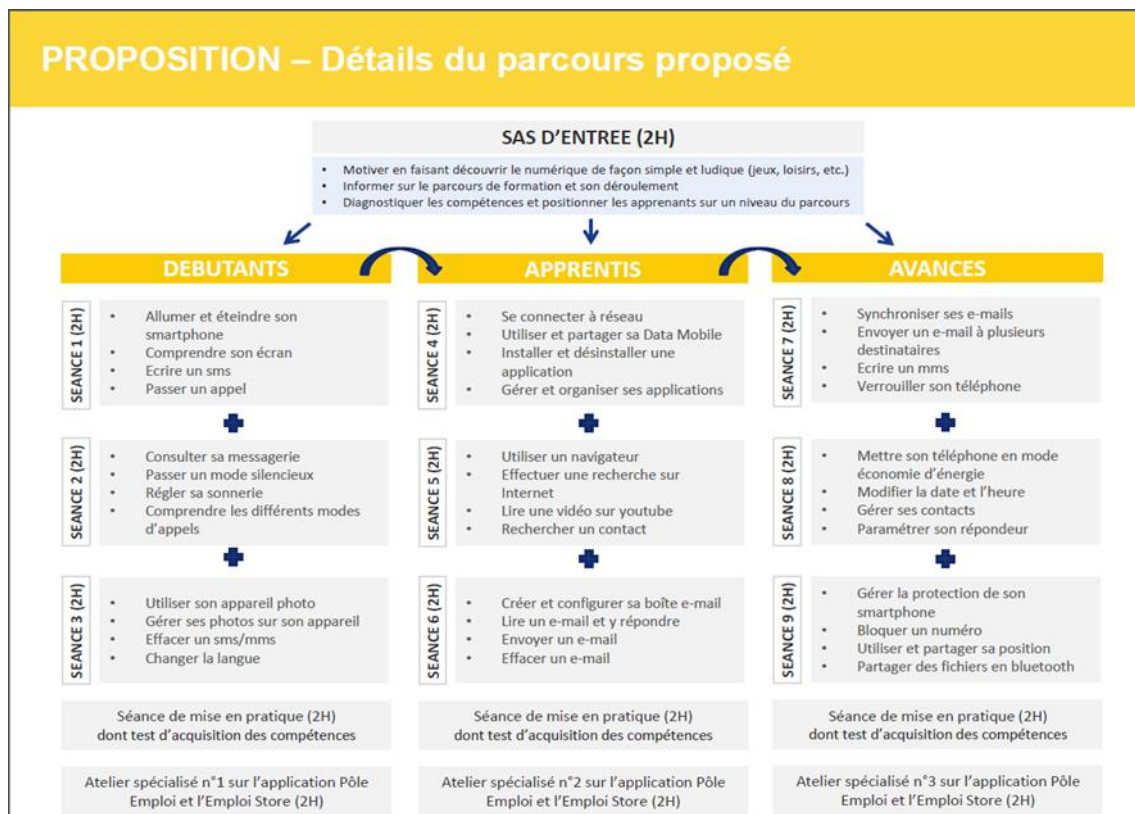 PROPOSITION – Détails du parcours proposé
SAS D'ENTREE (2H)
• Motiver en faisant découvrir le numérique de façon simple et ludique (jeux, loisirs, etc.)
• Informer sur le parcours de formation et son déroulement
• Diagnostiquer les compétences et positionner les apprenants sur un niveau du parcours
DEBUTANTS
SEANCE 1 (2H)
• Allumer et éteindre son
smartphone
• Comprendre son écran
• Ecrire un sms
• Passer un appel
SEANCE 2 (2H)
• Consulter sa messagerie
• Passer un mode silencieux
• Régler sa sonnerie
• Comprendre les différents modes
d'appels
SEANCE 3 (2H)
• Utiliser son appareil photo
• Gérer ses photos sur son appareil
• Effacer un sms/mms
• Changer la langue
Séance de mise en pratique (2H)
dont test d'acquisition des compétences
Atelier spécialisé n°1 sur l'application Pôle
Emploi et l'Emploi Store (2H)
APPRENTIS
SEANCE 4 (2H)
• Se connecter à réseau
• Utiliser et partager sa Data Mobile
• Installer et désinstaller une
application
• Gérer et organiser ses applications
SEANCE 5 (2H)
• Utiliser un navigateur
• Effectuer une recherche sur
Internet
• Lire une vidéo sur youtube
• Rechercher un contact
SEANCE 6 (2H)
• Créer et configurer sa boîte e-mail
• Lire un e-mail et y répondre
• Envoyer un e-mail
• Effacer un e-mail
Séance de mise en pratique (2H)
dont test d'acquisition des compétences
Atelier spécialisé n°2 sur l'application Pôle
Emploi et l'Emploi Store (2H)
AVANCES
SEANCE 7 (2H)
• Synchroniser ses e-mails
• Envoyer un e-mail à plusieurs
destinataires
• Ecrire un mms
• Verrouiller son téléphone
SEANCE 8 (2H)
• Mettre son téléphone en mode
économie d'énergie
• Modifier la date et l'heure
• Gérer ses contacts
• Paramétrer son répondeur
SEANCE 9 (2H)
• Gérer la protection de son
smartphone
• Bloquer un numéro
• Utiliser et partager sa position
• Partager des fichiers en bluetooth
Séance de mise en pratique (2H)
dont test d'acquisition des compétences
Atelier spécialisé n°3 sur l'application Pôle
Emploi et l'Emploi Store (2H)